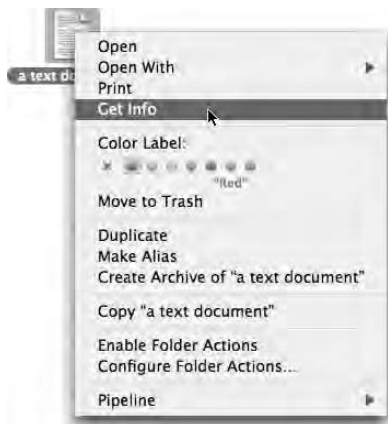 a text do
Open
Open With
Print
Get Info
Color Label:
×
"Red"
Move to Trash
Duplicate
Make Alias
Create Archive of “a text document”
Copy “a text document”
Enable Folder Actions
Configure Folder Actions...
Pipeline